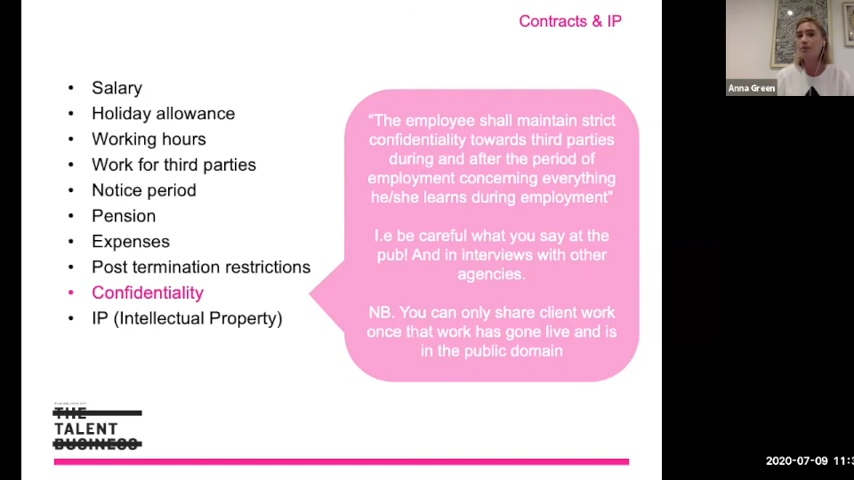 Contracts & IP
Anna Green
• Salary
• Holiday allowance
• Working hours
• Work for third parties
• Notice period
• Pension
• Expenses
• Post termination restrictions
• Confidentiality
• IP (Intellectual Property)
“The employee shall maintain strict
confidentiality towards third parties
during and after the period of
employment concerning everything
he/she learns during employment”
I.e be careful what you say at the
pub! And in interviews with other
agencies.
NB. You can only share client work
once that work has gone live and is
in the public domain
THE
TALENT
BUSINESS
2020-07-09 11:3